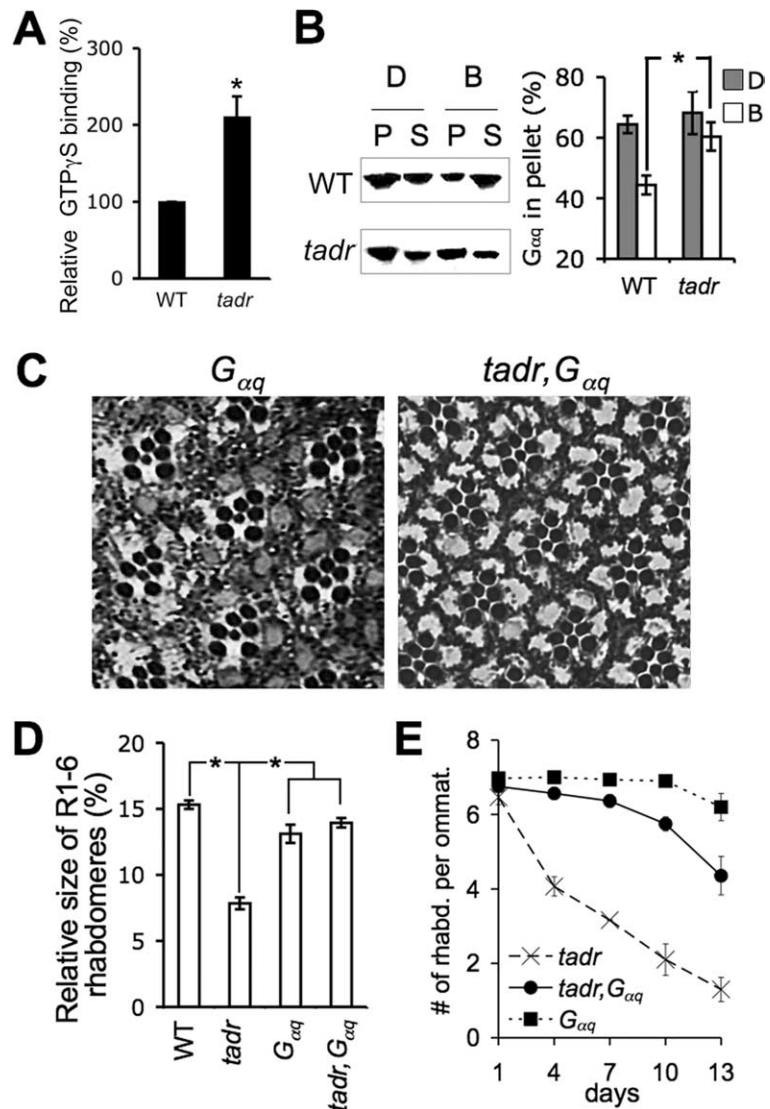 A
Relative GTPγS binding (%)
300
200
100
0
WT tadr
*
B
D B
P S P S
WT
tadr
Gαq in pellet (%)
80
60
40
20
*
D
B
WT tadr
C
Gαq tadr,Gαq
D
Relative size of R1-6
rhabdomeres (%)
20
15
10
5
0
* *
WT
tadr
Gαq
tadr,Gαq
E
# of rhabd. per ommat.
8
6
4
2
0
tadr
tadr,Gαq
Gαq
1 4 7 10 13
days